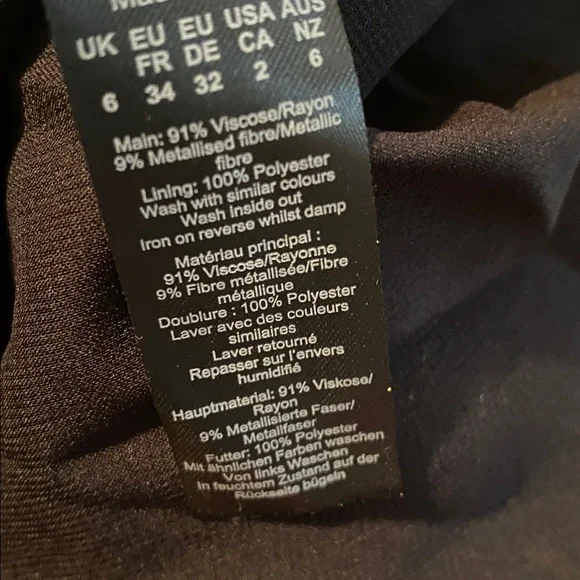 UK EU EU USA AUS
FR DE CA NZ
6 34 32 2 6
Main: 91% Viscose/Rayon
9% Metallised fibre/Metallic
fibre
Lining: 100% Polyester
Wash with similar colours
Wash inside out
Iron on reverse whilst damp
Matériau principal :
91% Viscose/Rayonne
9% Fibre métallisée/Fibre
métallique
Doublure : 100% Polyester
Laver avec des couleurs
similaires
Laver retourné
Repasser sur l'envers
humidifié
Hauptmaterial: 91% Viskose/
Rayon
9% Metallisierte Faser/
Metallfaser
Futter: 100% Polyester
Mit ähnlichen Farben waschen
Von links Waschen
In feuchtem Zustand auf der
Rückseite bügeln